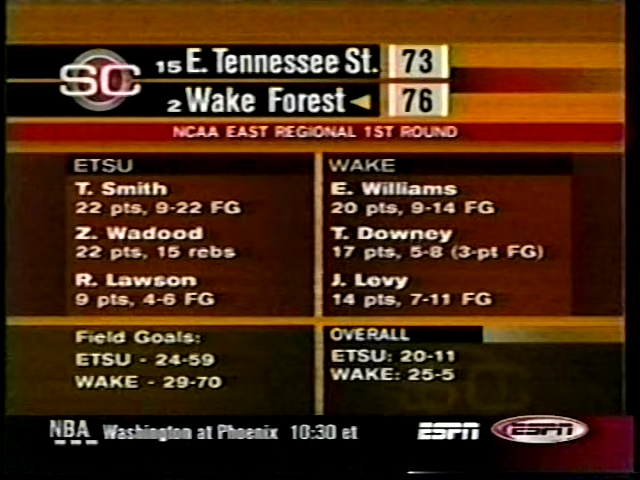 SC
15 E. Tennessee St. 73
2 Wake Forest 76
NCAA EAST REGIONAL 1ST ROUND
ETSU
T. Smith
22 pts, 9-22 FG
Z. Wadood
22 pts, 15 rebs
R. Lawson
9 pts, 4-6 FG
WAKE
E. Williams
20 pts, 9-14 FG
T. Downey
17 pts, 5-8 (3-pt FG)
J. Levy
14 pts, 7-11 FG
Field Goals:
ETSU - 24-59
WAKE - 29-70
OVERALL
ETSU: 20-11
WAKE: 25-5
SC
NBA Washington at Phoenix 10:30 et ESPN ESPN